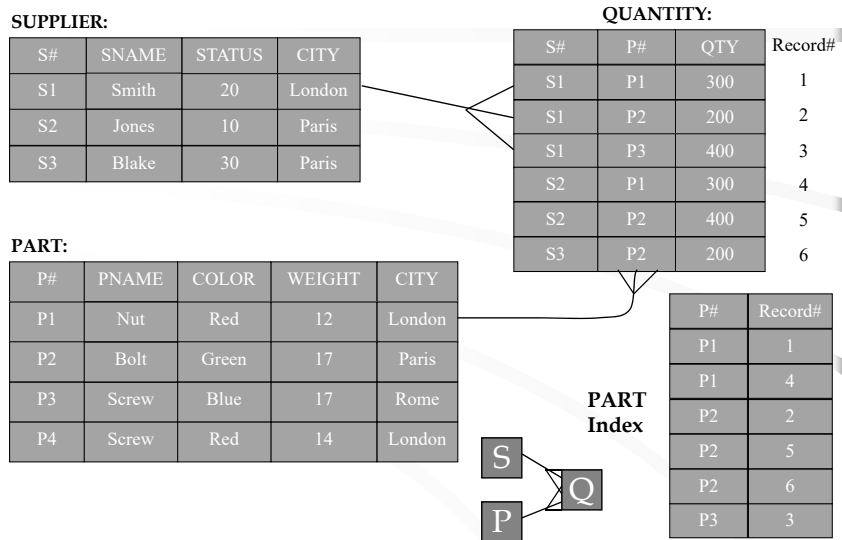 SUPPLIER:
S# SNAME STATUS CITY
S1 Smith 20 London
S2 Jones 10 Paris
S3 Blake 30 Paris
QUANTITY:
S# P# QTY Record#
S1 P1 300 1
S1 P2 200 2
S1 P3 400 3
S2 P1 300 4
S2 P2 400 5
S3 P2 200 6
PART:
P# PNAME COLOR WEIGHT CITY
P1 Nut Red 12 London
P2 Bolt Green 17 Paris
P3 Screw Blue 17 Rome
P4 Screw Red 14 London
PART
Index
P# Record#
P1 1
P1 4
P2 2
P2 5
P2 6
P3 3
S
Q
P